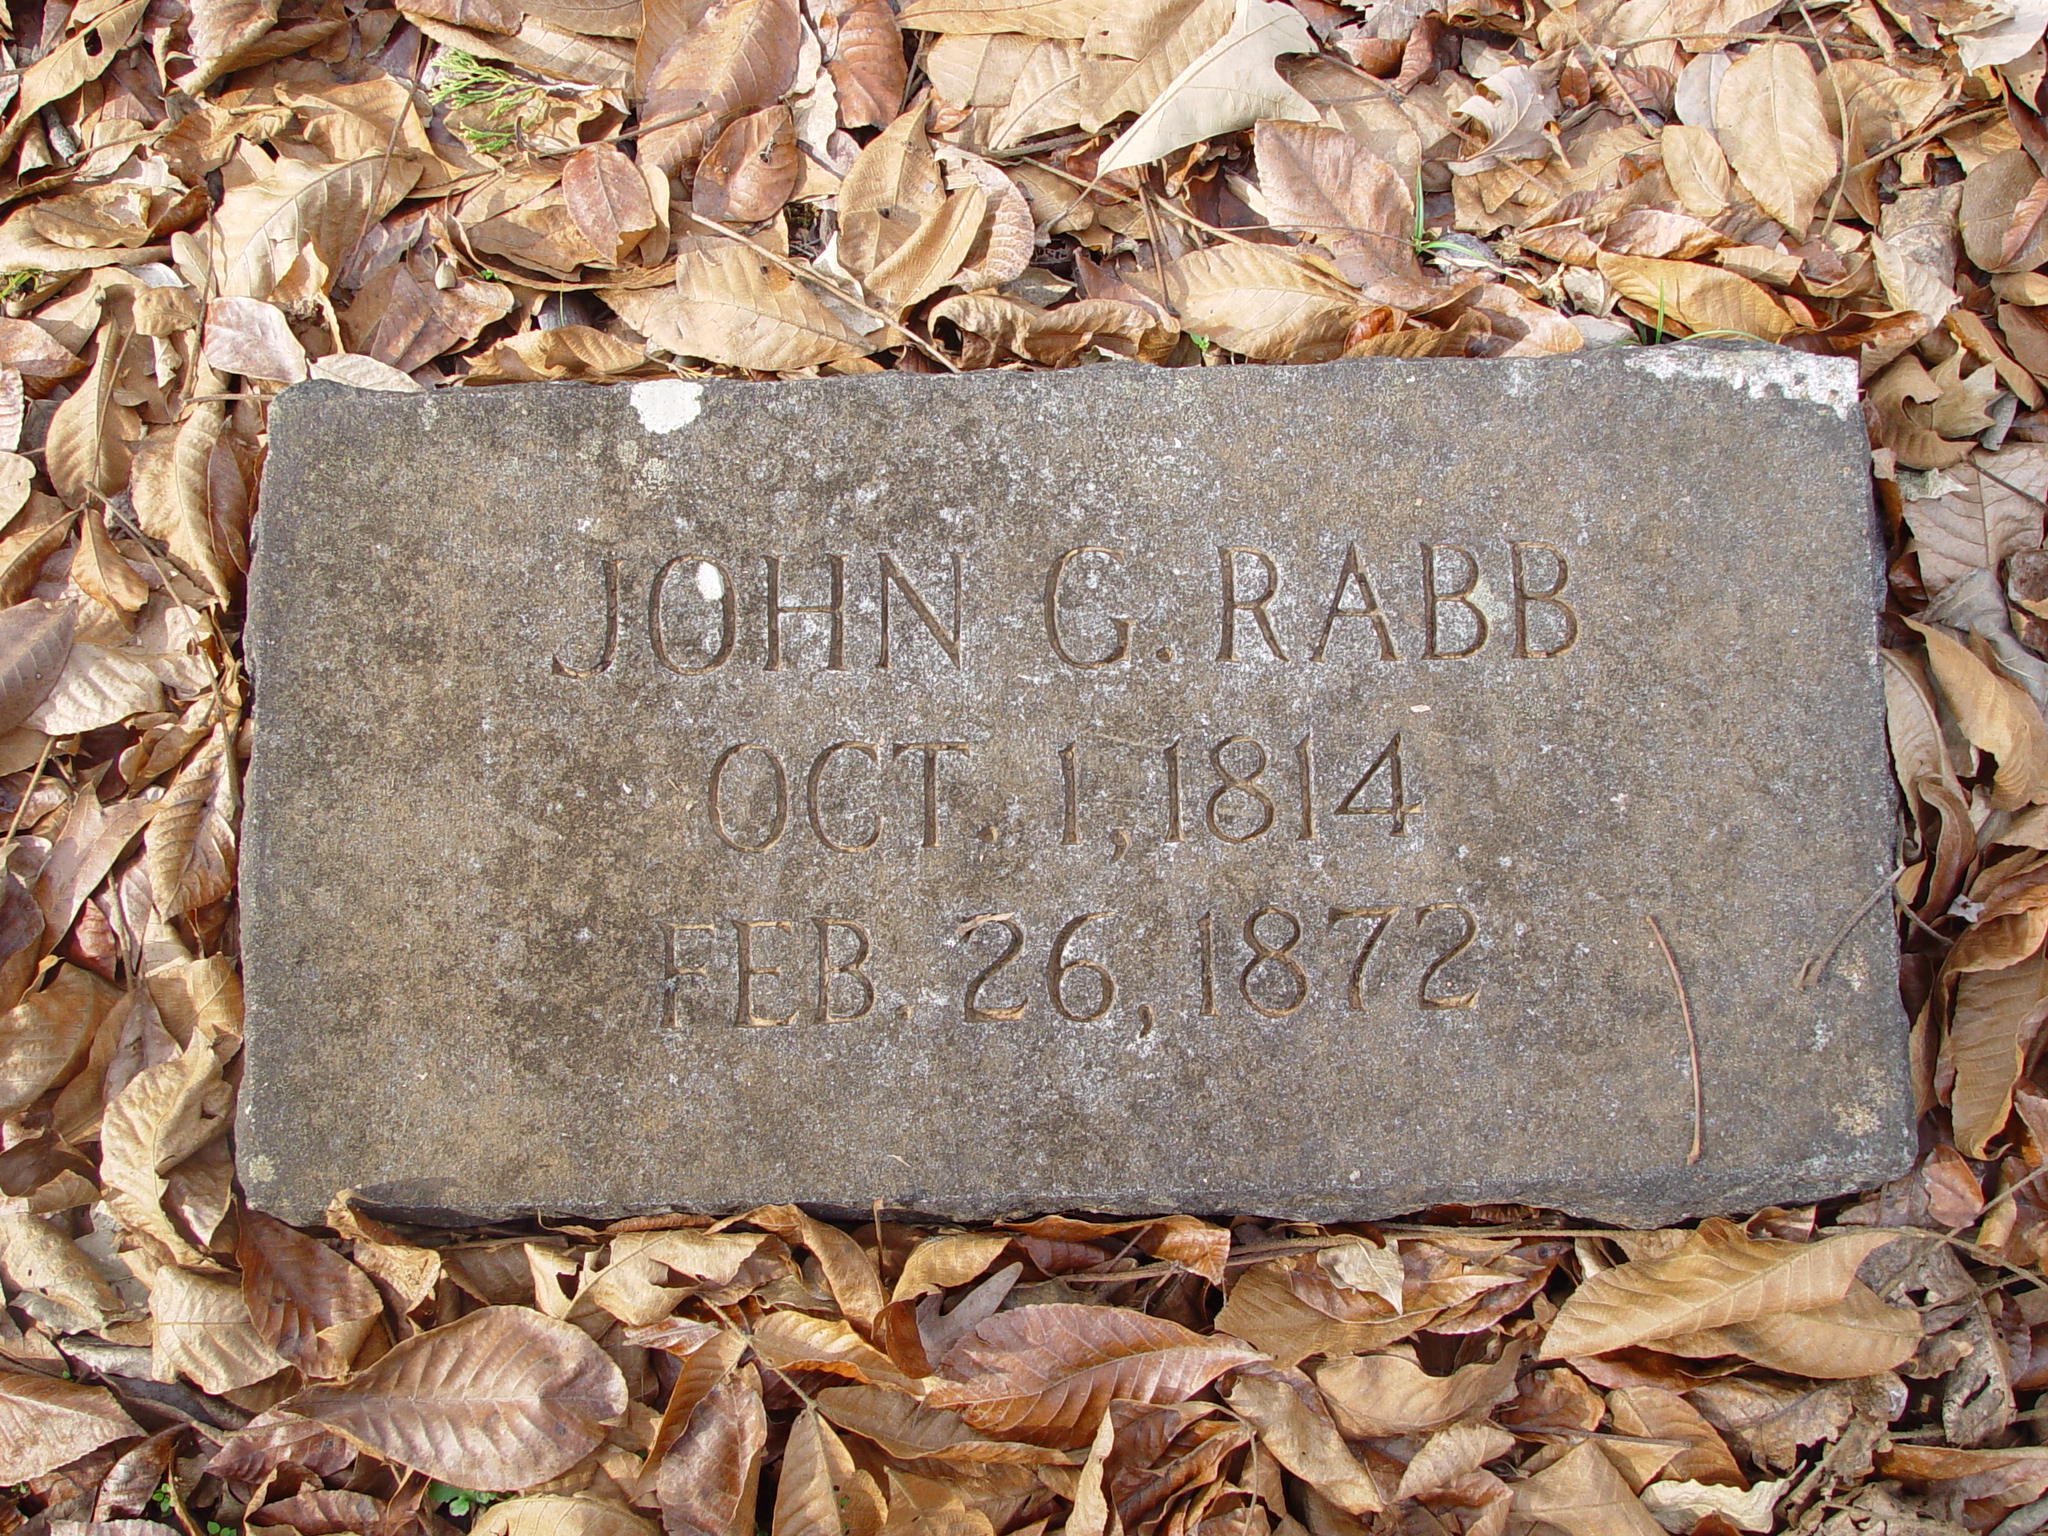 JOHN G. RABB
OCT. 1, 1814
FEB. 26, 1872